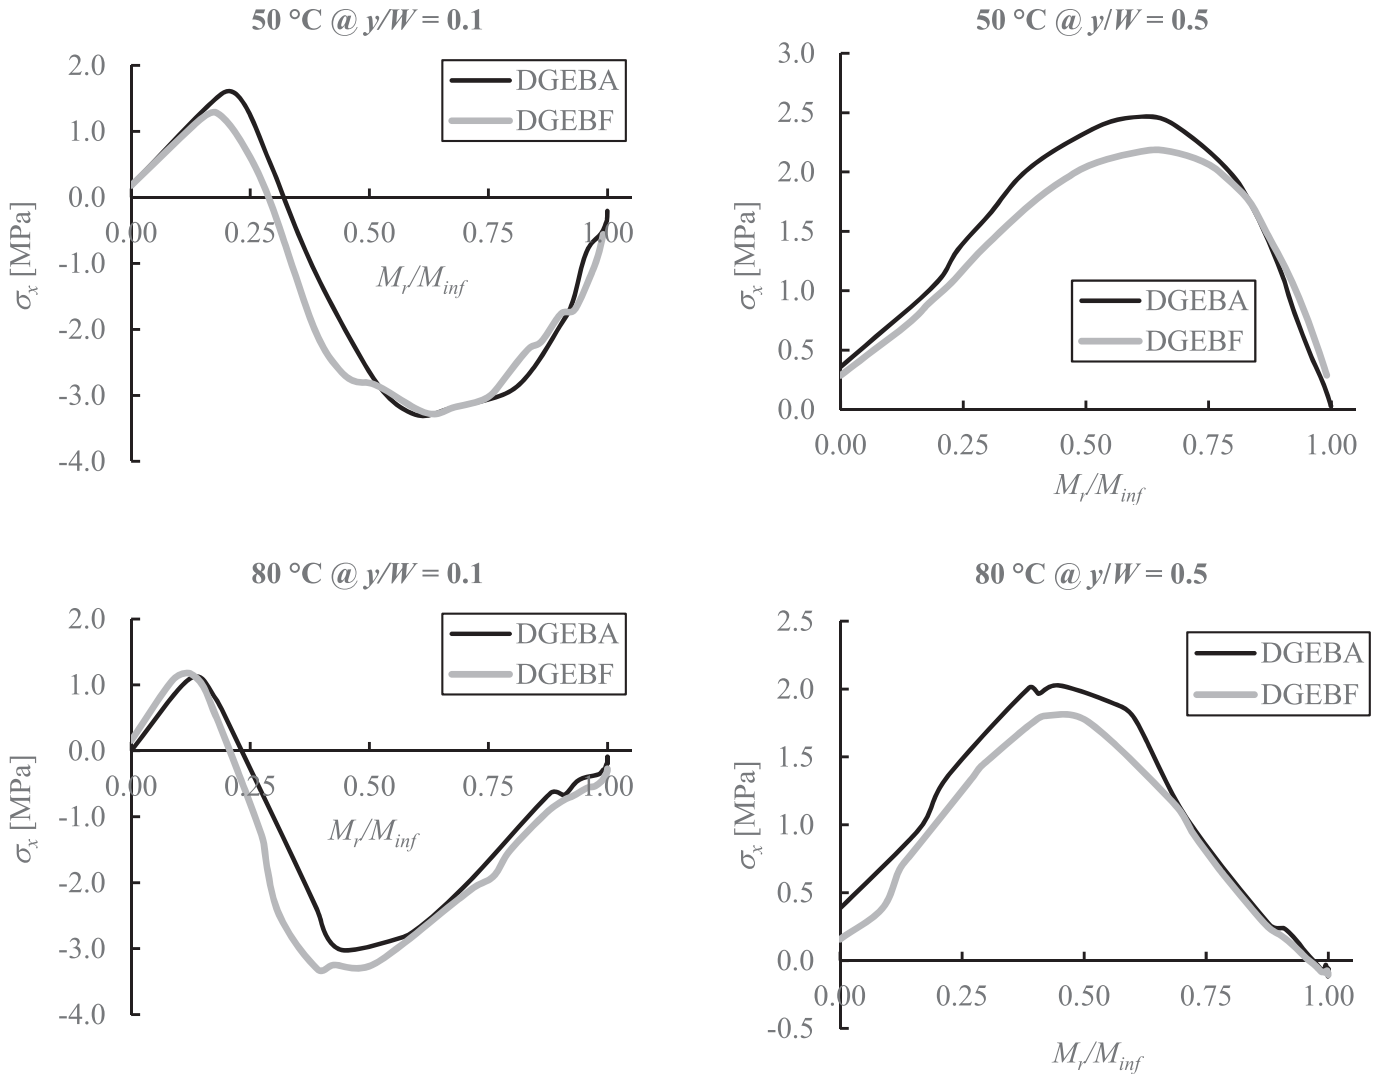 50 °C @ y/W = 0.1
2.0
1.0
0.0
-1.0
-2.0
-3.0
-4.0
0.00 0.25 0.50 0.75 1.00
σx [MPa]
Mr/Minf
DGEBA
DGEBF
50 °C @ y/W = 0.5
3.0
2.5
2.0
1.5
1.0
0.5
0.0
0.00 0.25 0.50 0.75 1.00
σx [MPa]
Mr/Minf
DGEBA
DGEBF
80 °C @ y/W = 0.1
2.0
1.0
0.0
-1.0
-2.0
-3.0
-4.0
0.00 0.25 0.50 0.75 1.00
σx [MPa]
Mr/Minf
DGEBA
DGEBF
80 °C @ y/W = 0.5
2.5
2.0
1.5
1.0
0.5
0.0
-0.5
0.00 0.25 0.50 0.75 1.00
σx [MPa]
Mr/Minf
DGEBA
DGEBF